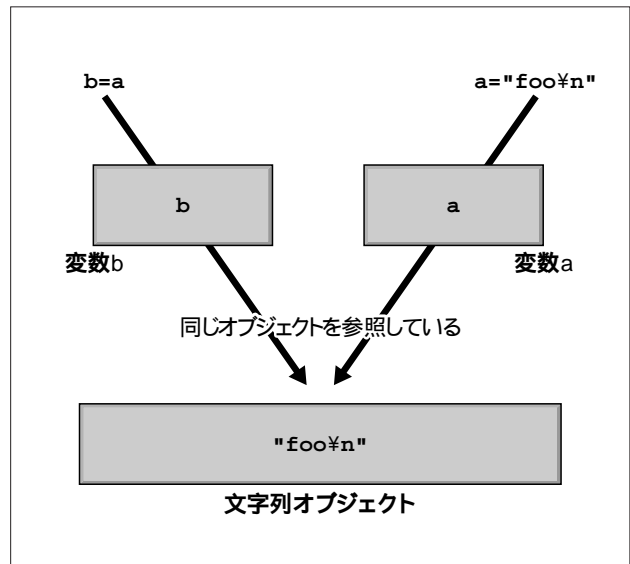 b=a
a="foo¥n"
b
a
変数b
変数a
同じオブジェクトを参照している
"foo¥n"
文字列オブジェクト